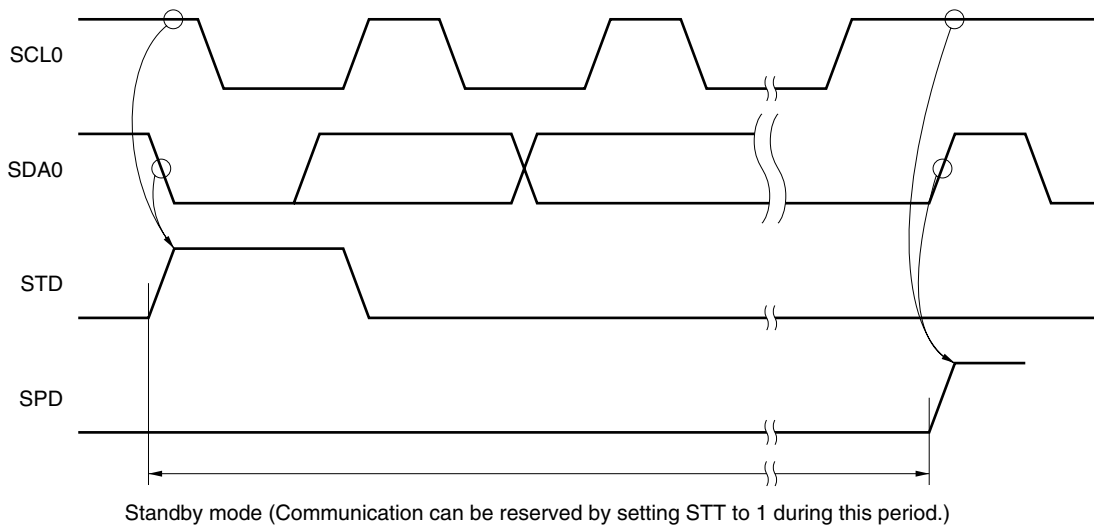 SCL0
SDA0
STD
SPD
Standby mode (Communication can be reserved by setting STT to 1 during this period.)